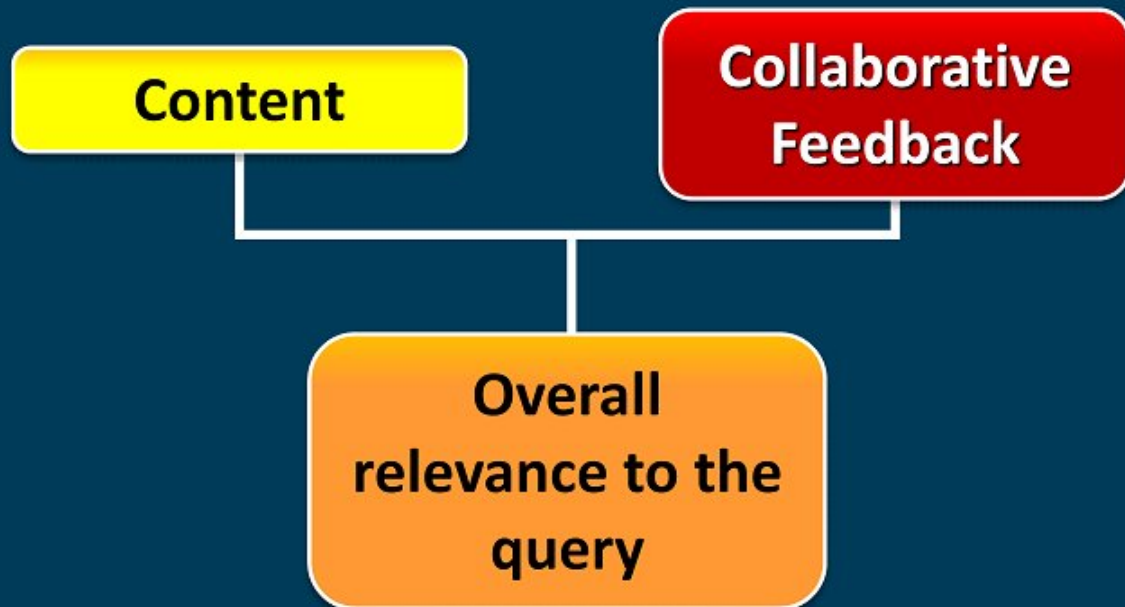 Content
Collaborative
Feedback
Overall
relevance to the
query